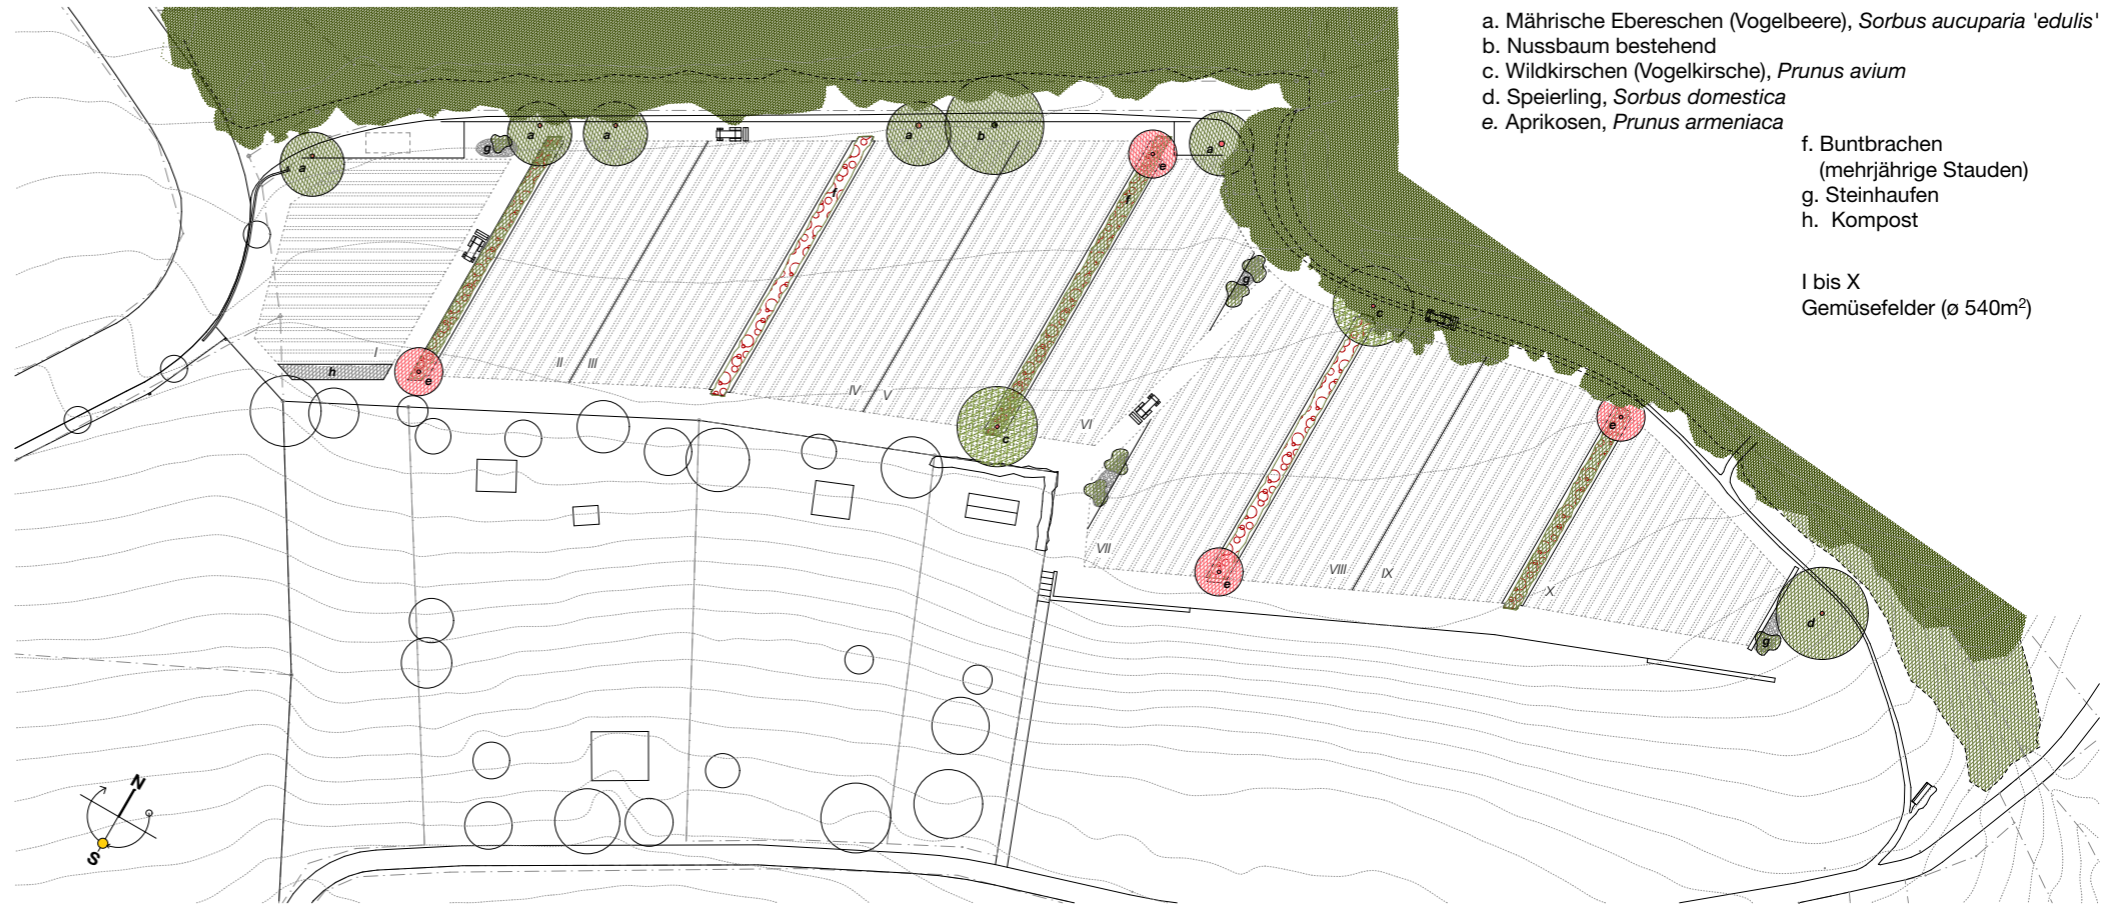 a. Mährische Ebereschen (Vogelbeere), Sorbus aucuparia 'edulis'
b. Nussbaum bestehend
c. Wildkirschen (Vogelkirsche), Prunus avium
d. Speierling, Sorbus domestica
e. Aprikosen, Prunus armeniaca
f. Buntbrachen
(mehrjährige Stauden)
g. Steinhaufen
h. Kompost
I bis X
Gemüsefelder (ø 540m²)
a
a
a
a
b
g
a
e
a
f
f
g
c
I
h
e
II
III
IV
V
VI
c
e
VII
VIII
IX
X
e
g
d
N
S